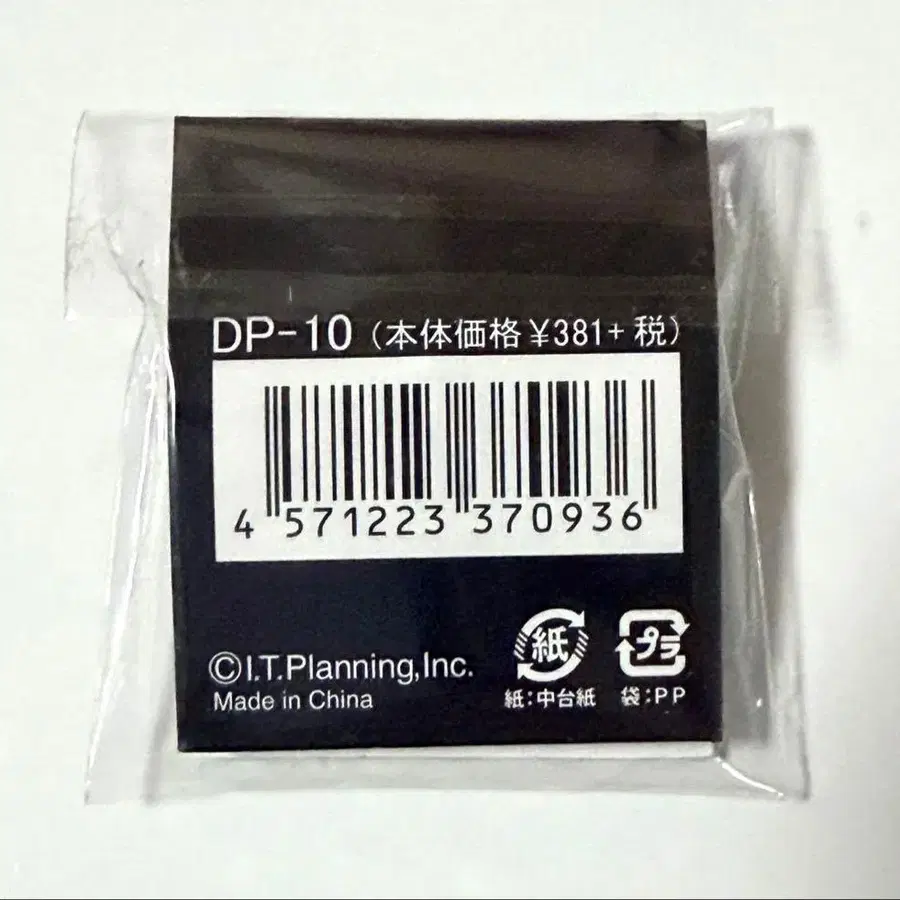 DP-10 (本体価格¥381+ 税)
4 571223 370936
©I.T.Planning,Inc.
Made in China
紙
紙:中台紙
プラ
袋:PP